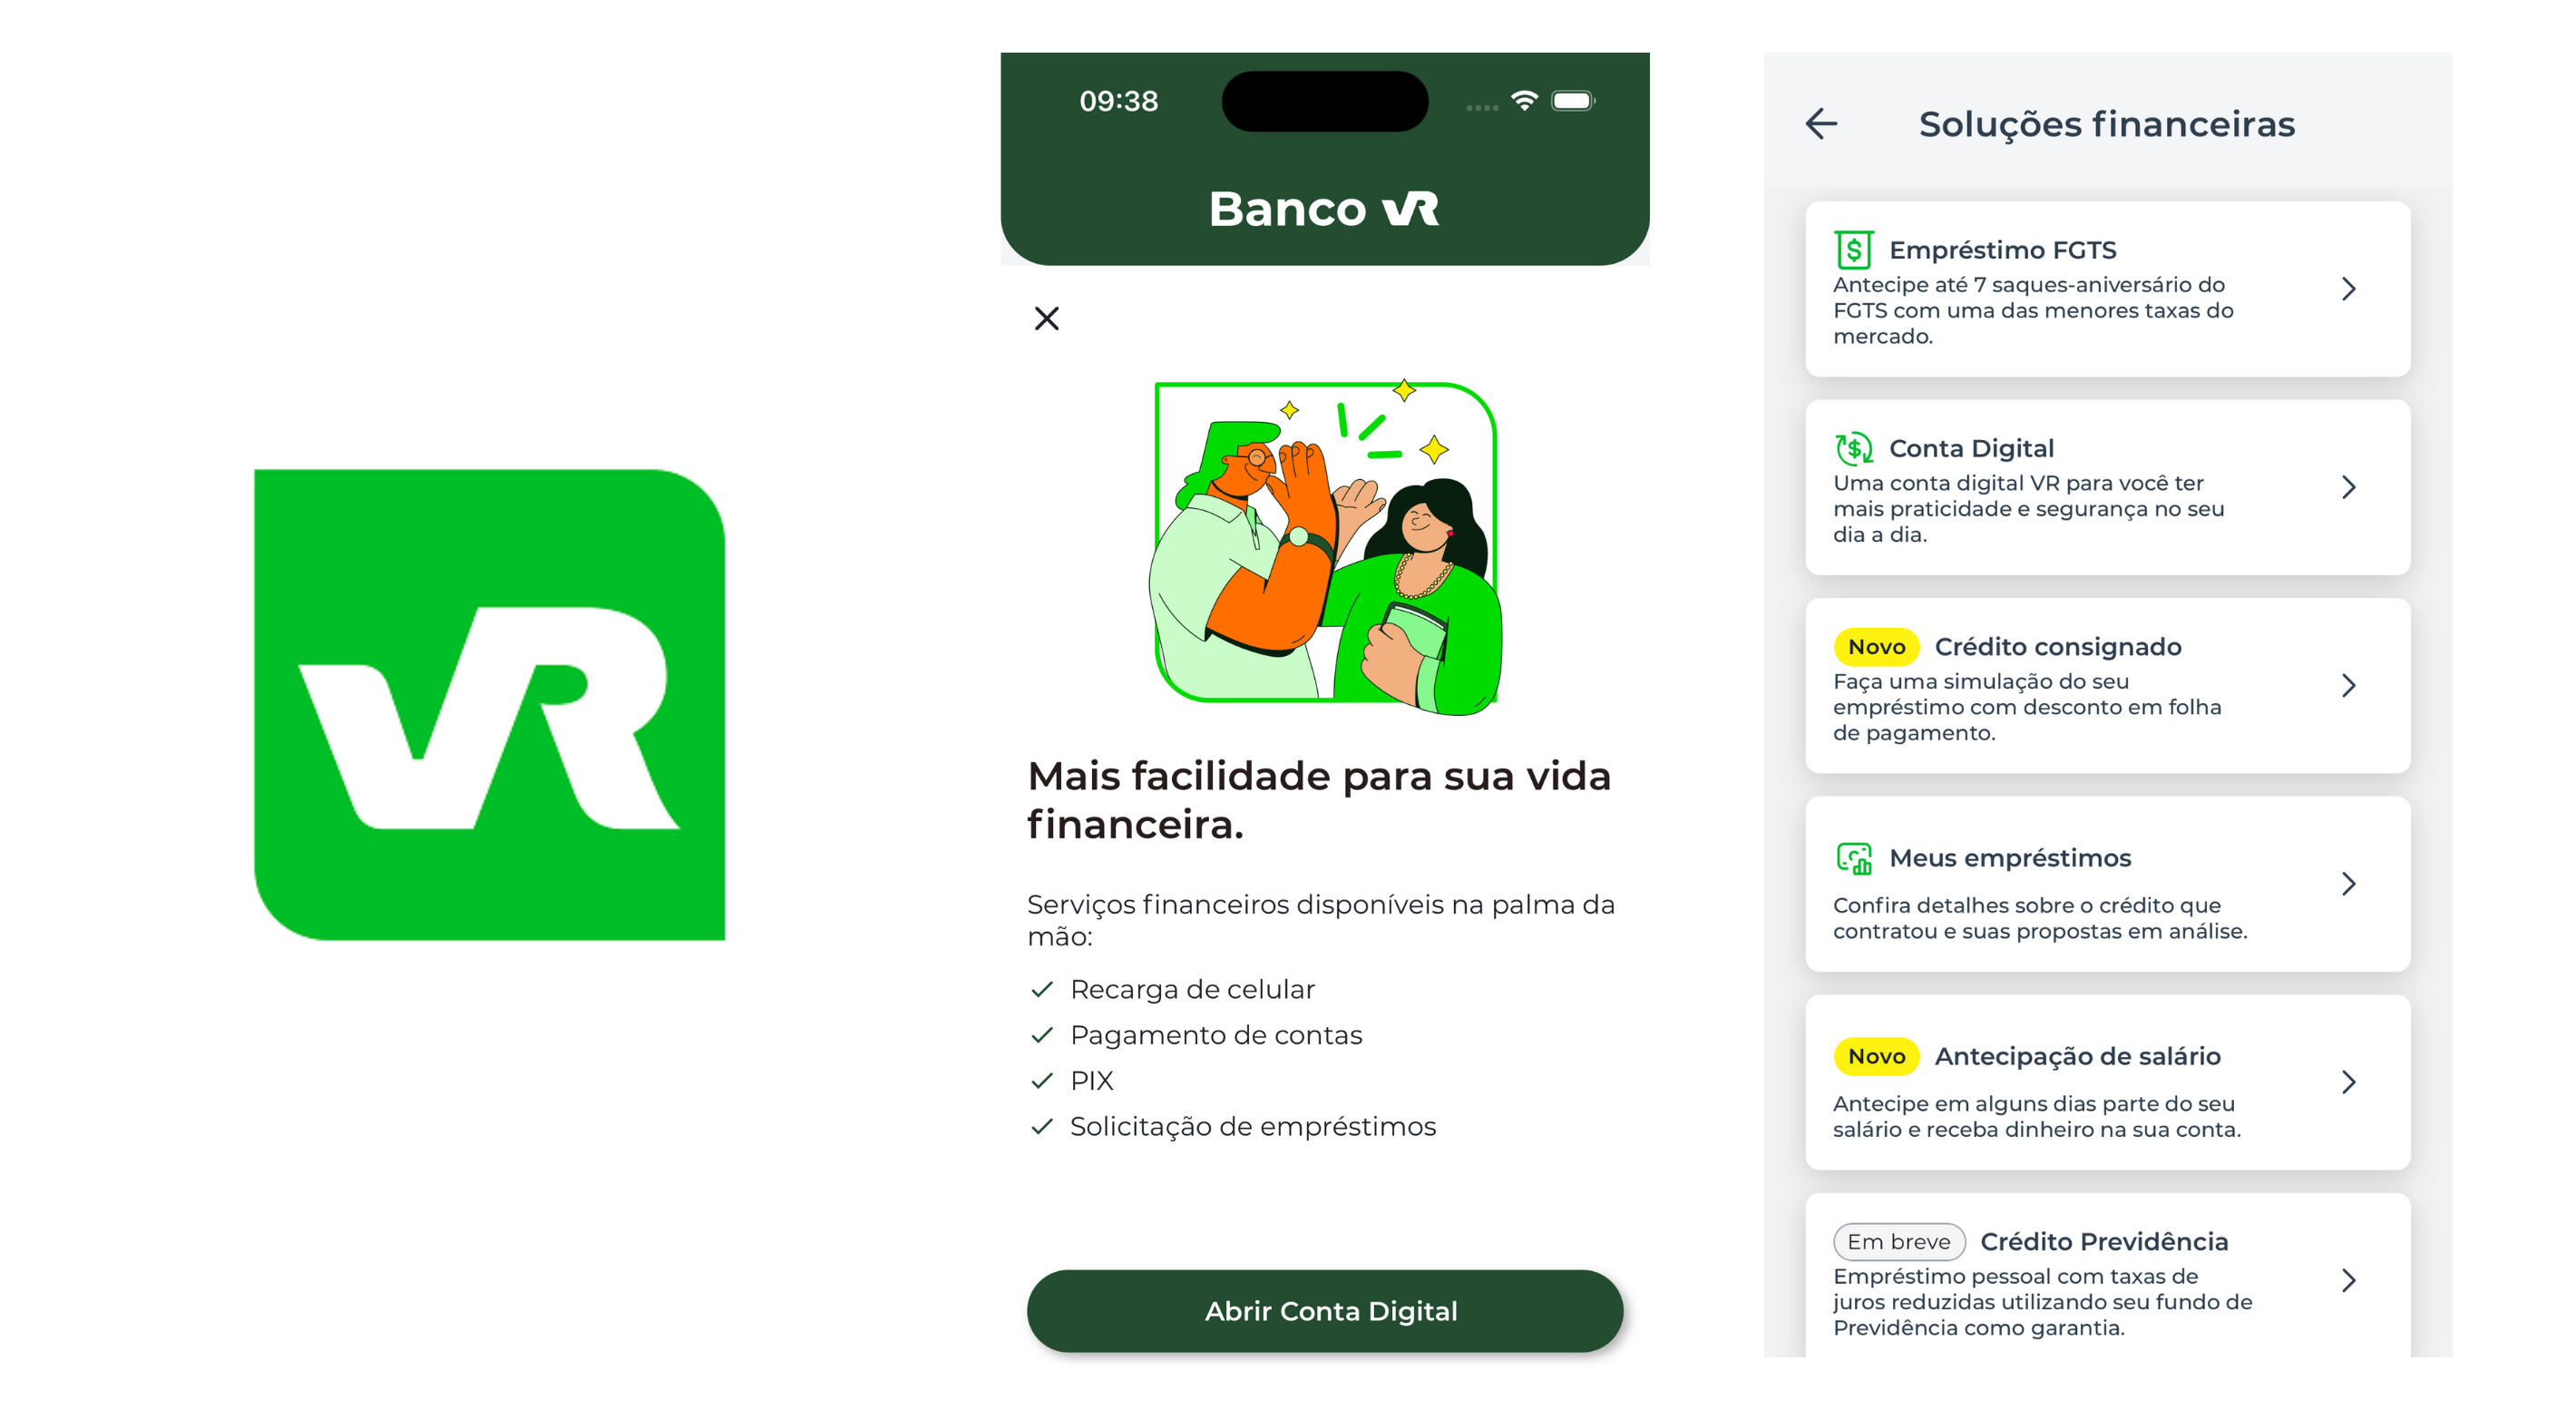 VR
09:38
Banco VR
Mais facilidade para sua vida
financeira.
Serviços financeiros disponíveis na palma da
mão:
Recarga de celular
Pagamento de contas
PIX
Solicitação de empréstimos
Abrir Conta Digital
Soluções financeiras
Empréstimo FGTS
Antecipe até 7 saques-aniversário do
FGTS com uma das menores taxas do
mercado.
Conta Digital
Uma conta digital VR para você ter
mais praticidade e segurança no seu
dia a dia.
Novo Crédito consignado
Faça uma simulação do seu
empréstimo com desconto em folha
de pagamento.
Meus empréstimos
Confira detalhes sobre o crédito que
contratou e suas propostas em análise.
Novo Antecipação de salário
Antecipe em alguns dias parte do seu
salário e receba dinheiro na sua conta.
Em breve Crédito Previdência
Empréstimo pessoal com taxas de
juros reduzidas utilizando seu fundo de
Previdência como garantia.